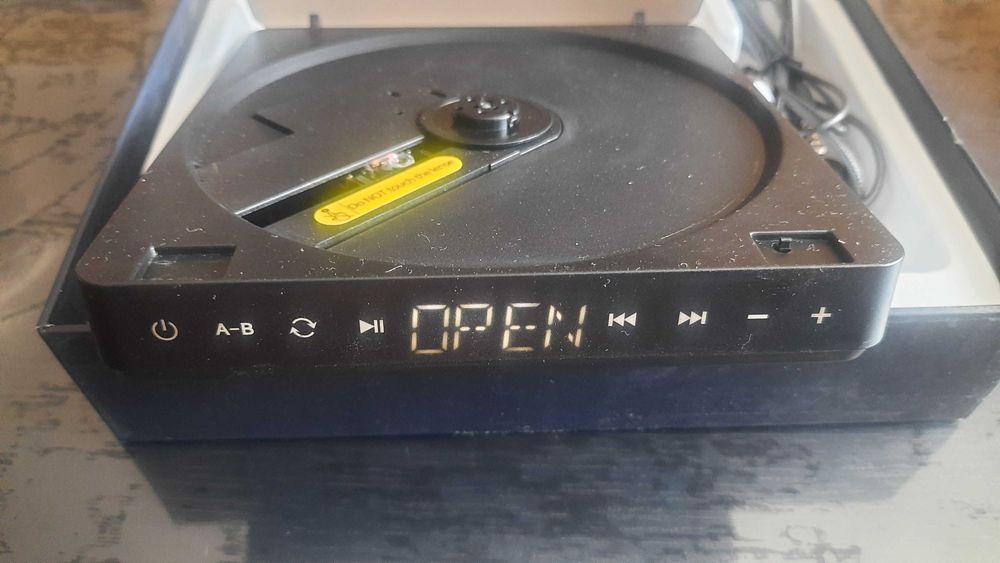 Do NOT touch the lense
A-B
OPEN